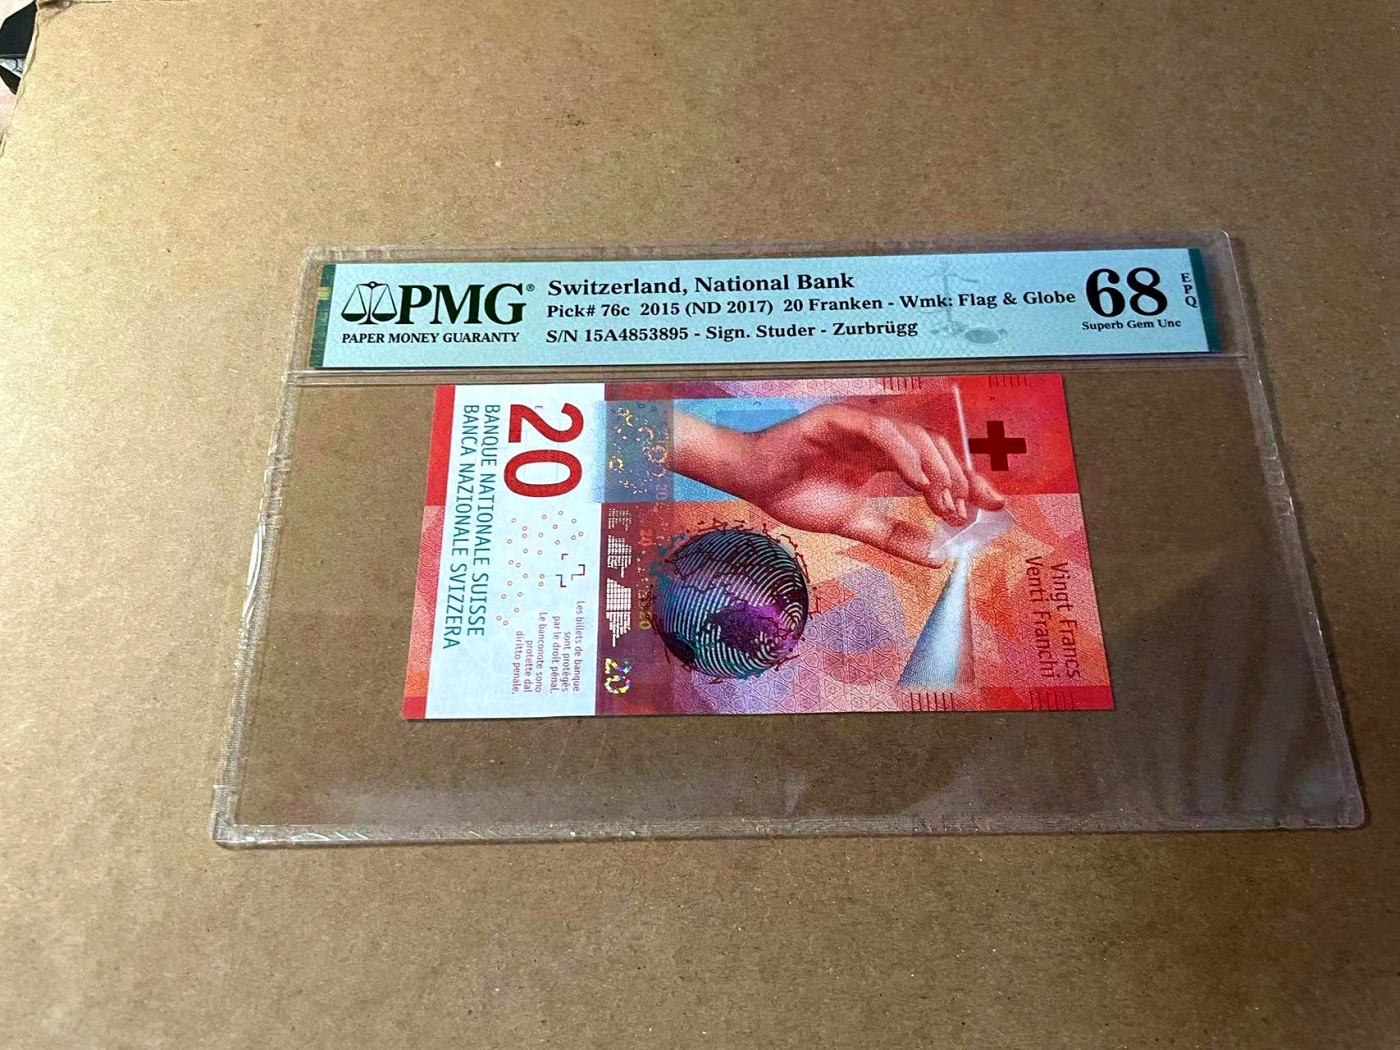 PMG®
PAPER MONEY GUARANTY
Switzerland, National Bank
Pick# 76c 2015 (ND 2017) 20 Franken - Wmk: Flag & Globe
S/N 15A4853895 - Sign. Studer - Zurbrügg
68
EPQ
Superb Gem Unc
20
BANQUE NATIONALE SUISSE
BANCA NAZIONALE SVIZZERA
Les billets de banque
sont protégés
par le droit pénal.
Le banconote sono
protette dal
diritto penale.
20
Vingt Francs
Venti Franchi